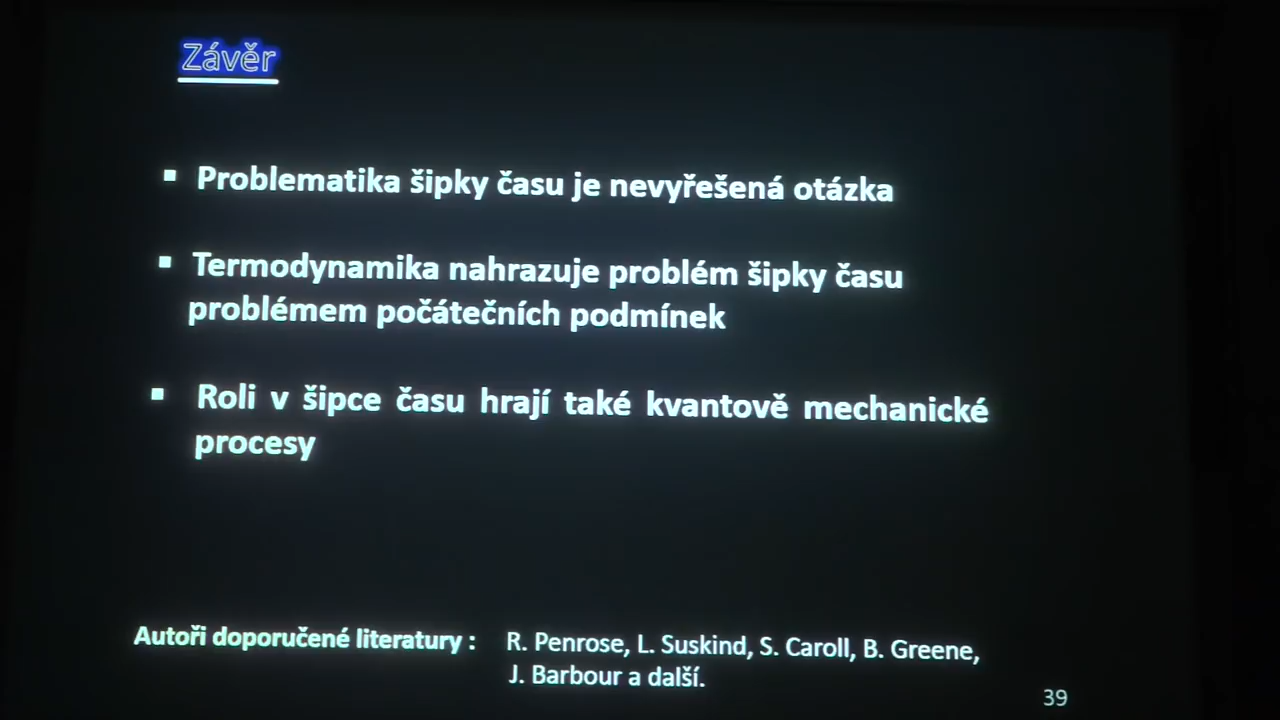 Závěr
▪ Problematika šipky času je nevyřešená otázka
▪ Termodynamika nahrazuje problém šipky času
problémem počátečních podmínek
▪ Roli v šipce času hrají také kvantově mechanické
procesy
Autoři doporučené literatury : R. Penrose, L. Suskind, S. Caroll, B. Greene,
J. Barbour a další.
39